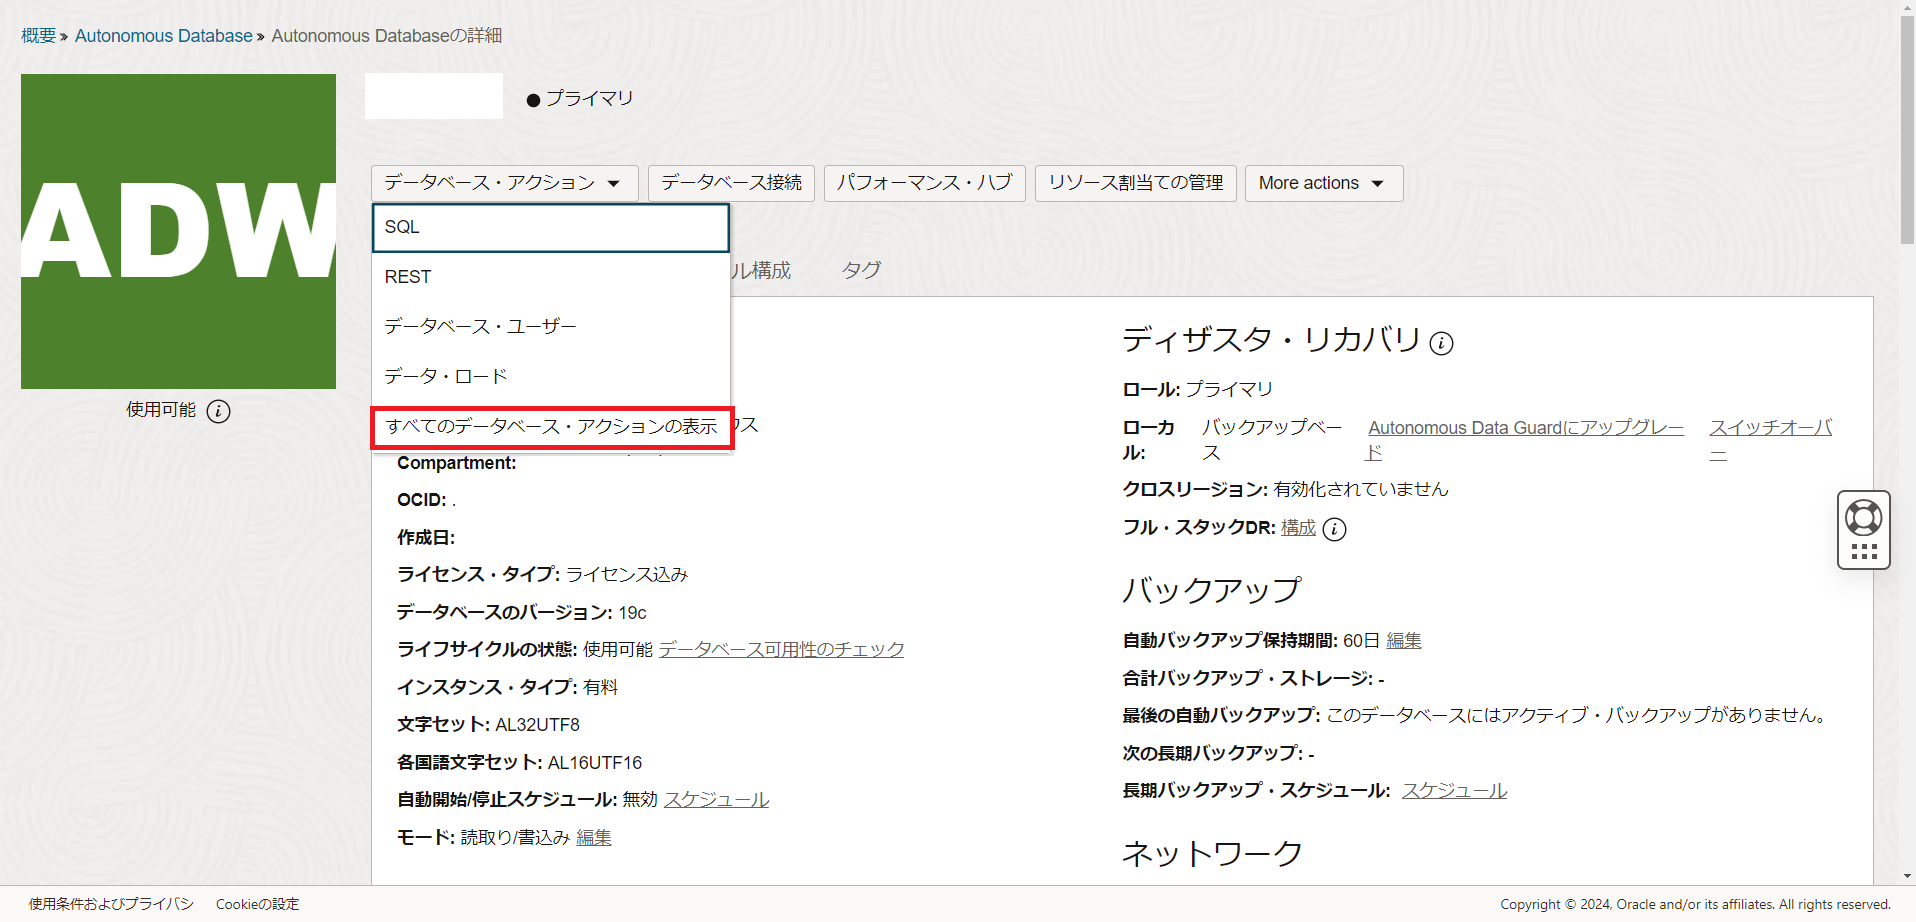 概要 » Autonomous Database » Autonomous Databaseの詳細
ADW
使用可能
● プライマリ
データベース・アクション データベース接続 パフォーマンス・ハブ リソース割当ての管理 More actions
SQL
REST
データベース・ユーザー
データ・ロード
すべてのデータベース・アクションの表示
ル構成 タグ
クス
Compartment:
OCID: .
作成日:
ライセンス・タイプ: ライセンス込み
データベースのバージョン: 19c
ライフサイクルの状態: 使用可能 データベース可用性のチェック
インスタンス・タイプ: 有料
文字セット: AL32UTF8
各国語文字セット: AL16UTF16
自動開始/停止スケジュール: 無効 スケジュール
モード: 読取り/書込み 編集
ディザスタ・リカバリ
ロール: プライマリ
ローカル: バックアップベース Autonomous Data Guardにアップグレード スイッチオーバー
クロスリージョン: 有効化されていません
フル・スタックDR: 構成
バックアップ
自動バックアップ保持期間: 60日 編集
合計バックアップ・ストレージ: -
最後の自動バックアップ: このデータベースにはアクティブ・バックアップがありません。
次の長期バックアップ: -
長期バックアップ・スケジュール: スケジュール
ネットワーク
使用条件およびプライバシ Cookieの設定
Copyright © 2024, Oracle and/or its affiliates. All rights reserved.